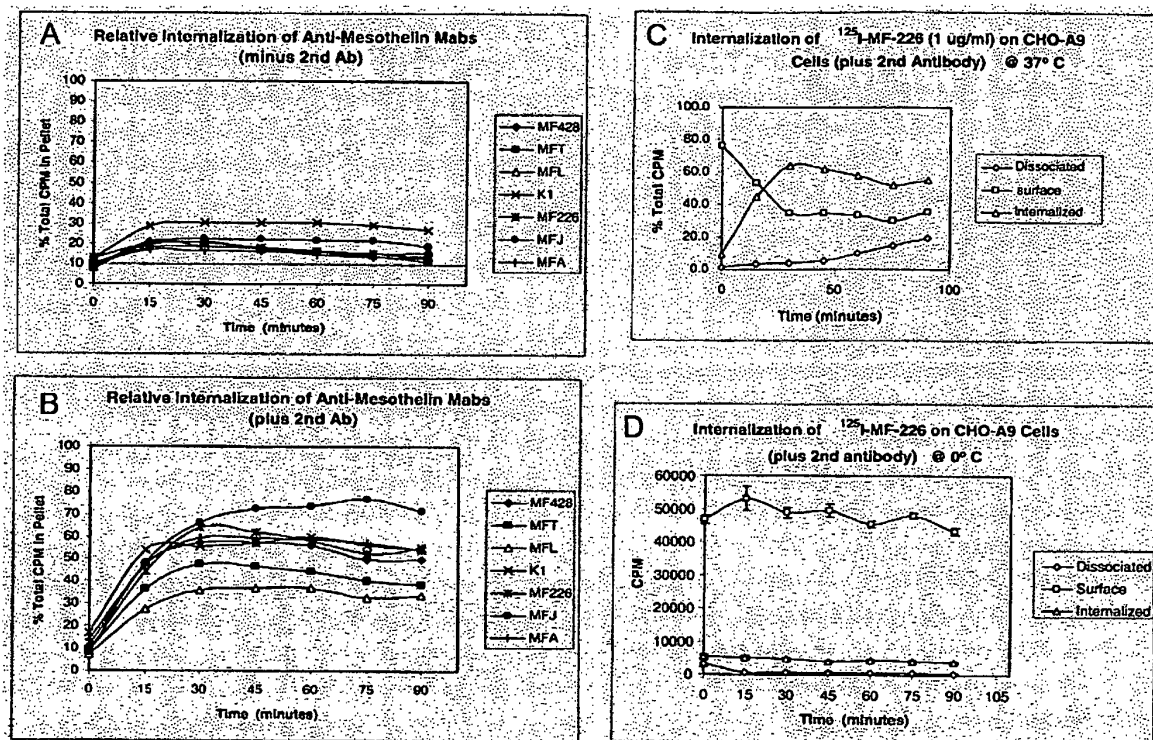 A
Relative Internalization of Anti-Mesothelin Mabs
(minus 2nd Ab)
% Total CPM in Pellet
100
90
80
70
60
50
40
30
20
10
0
0 15 30 45 60 75 90
Time (minutes)
MF428
MFT
MFL
K1
MF226
MFJ
MFA
B
Relative Internalization of Anti-Mesothelin Mabs
(plus 2nd Ab)
% Total CPM in Pellet
100
90
80
70
60
50
40
30
20
10
0
0 15 30 45 60 75 90
Time (minutes)
MF428
MFT
MFL
K1
MF226
MFJ
MFA
C
Internalization of ¹²⁵I-MF-226 (1 ug/ml) on CHO-A9
Cells (plus 2nd Antibody) @ 37º C
% Total CPM
100.0
80.0
60.0
40.0
20.0
0.0
0 50 100
Time (minutes)
Dissociated
surface
Internalized
D
Internalization of ¹²⁵I-MF-226 on CHO-A9 Cells
(plus 2nd antibody) @ 0º C
CPM
60000
50000
40000
30000
20000
10000
0
0 15 30 45 60 75 90 105
Time (minutes)
Dissociated
Surface
Internalized